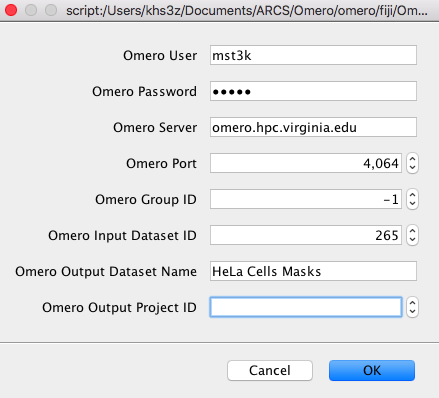 script:/Users/khs3z/Documents/ARCS/Omero/omero/fiji/Om...
Omero User mst3k
Omero Password •••••
Omero Server omero.hpc.virginia.edu
Omero Port 4,064
Omero Group ID -1
Omero Input Dataset ID 265
Omero Output Dataset Name HeLa Cells Masks
Omero Output Project ID
Cancel OK